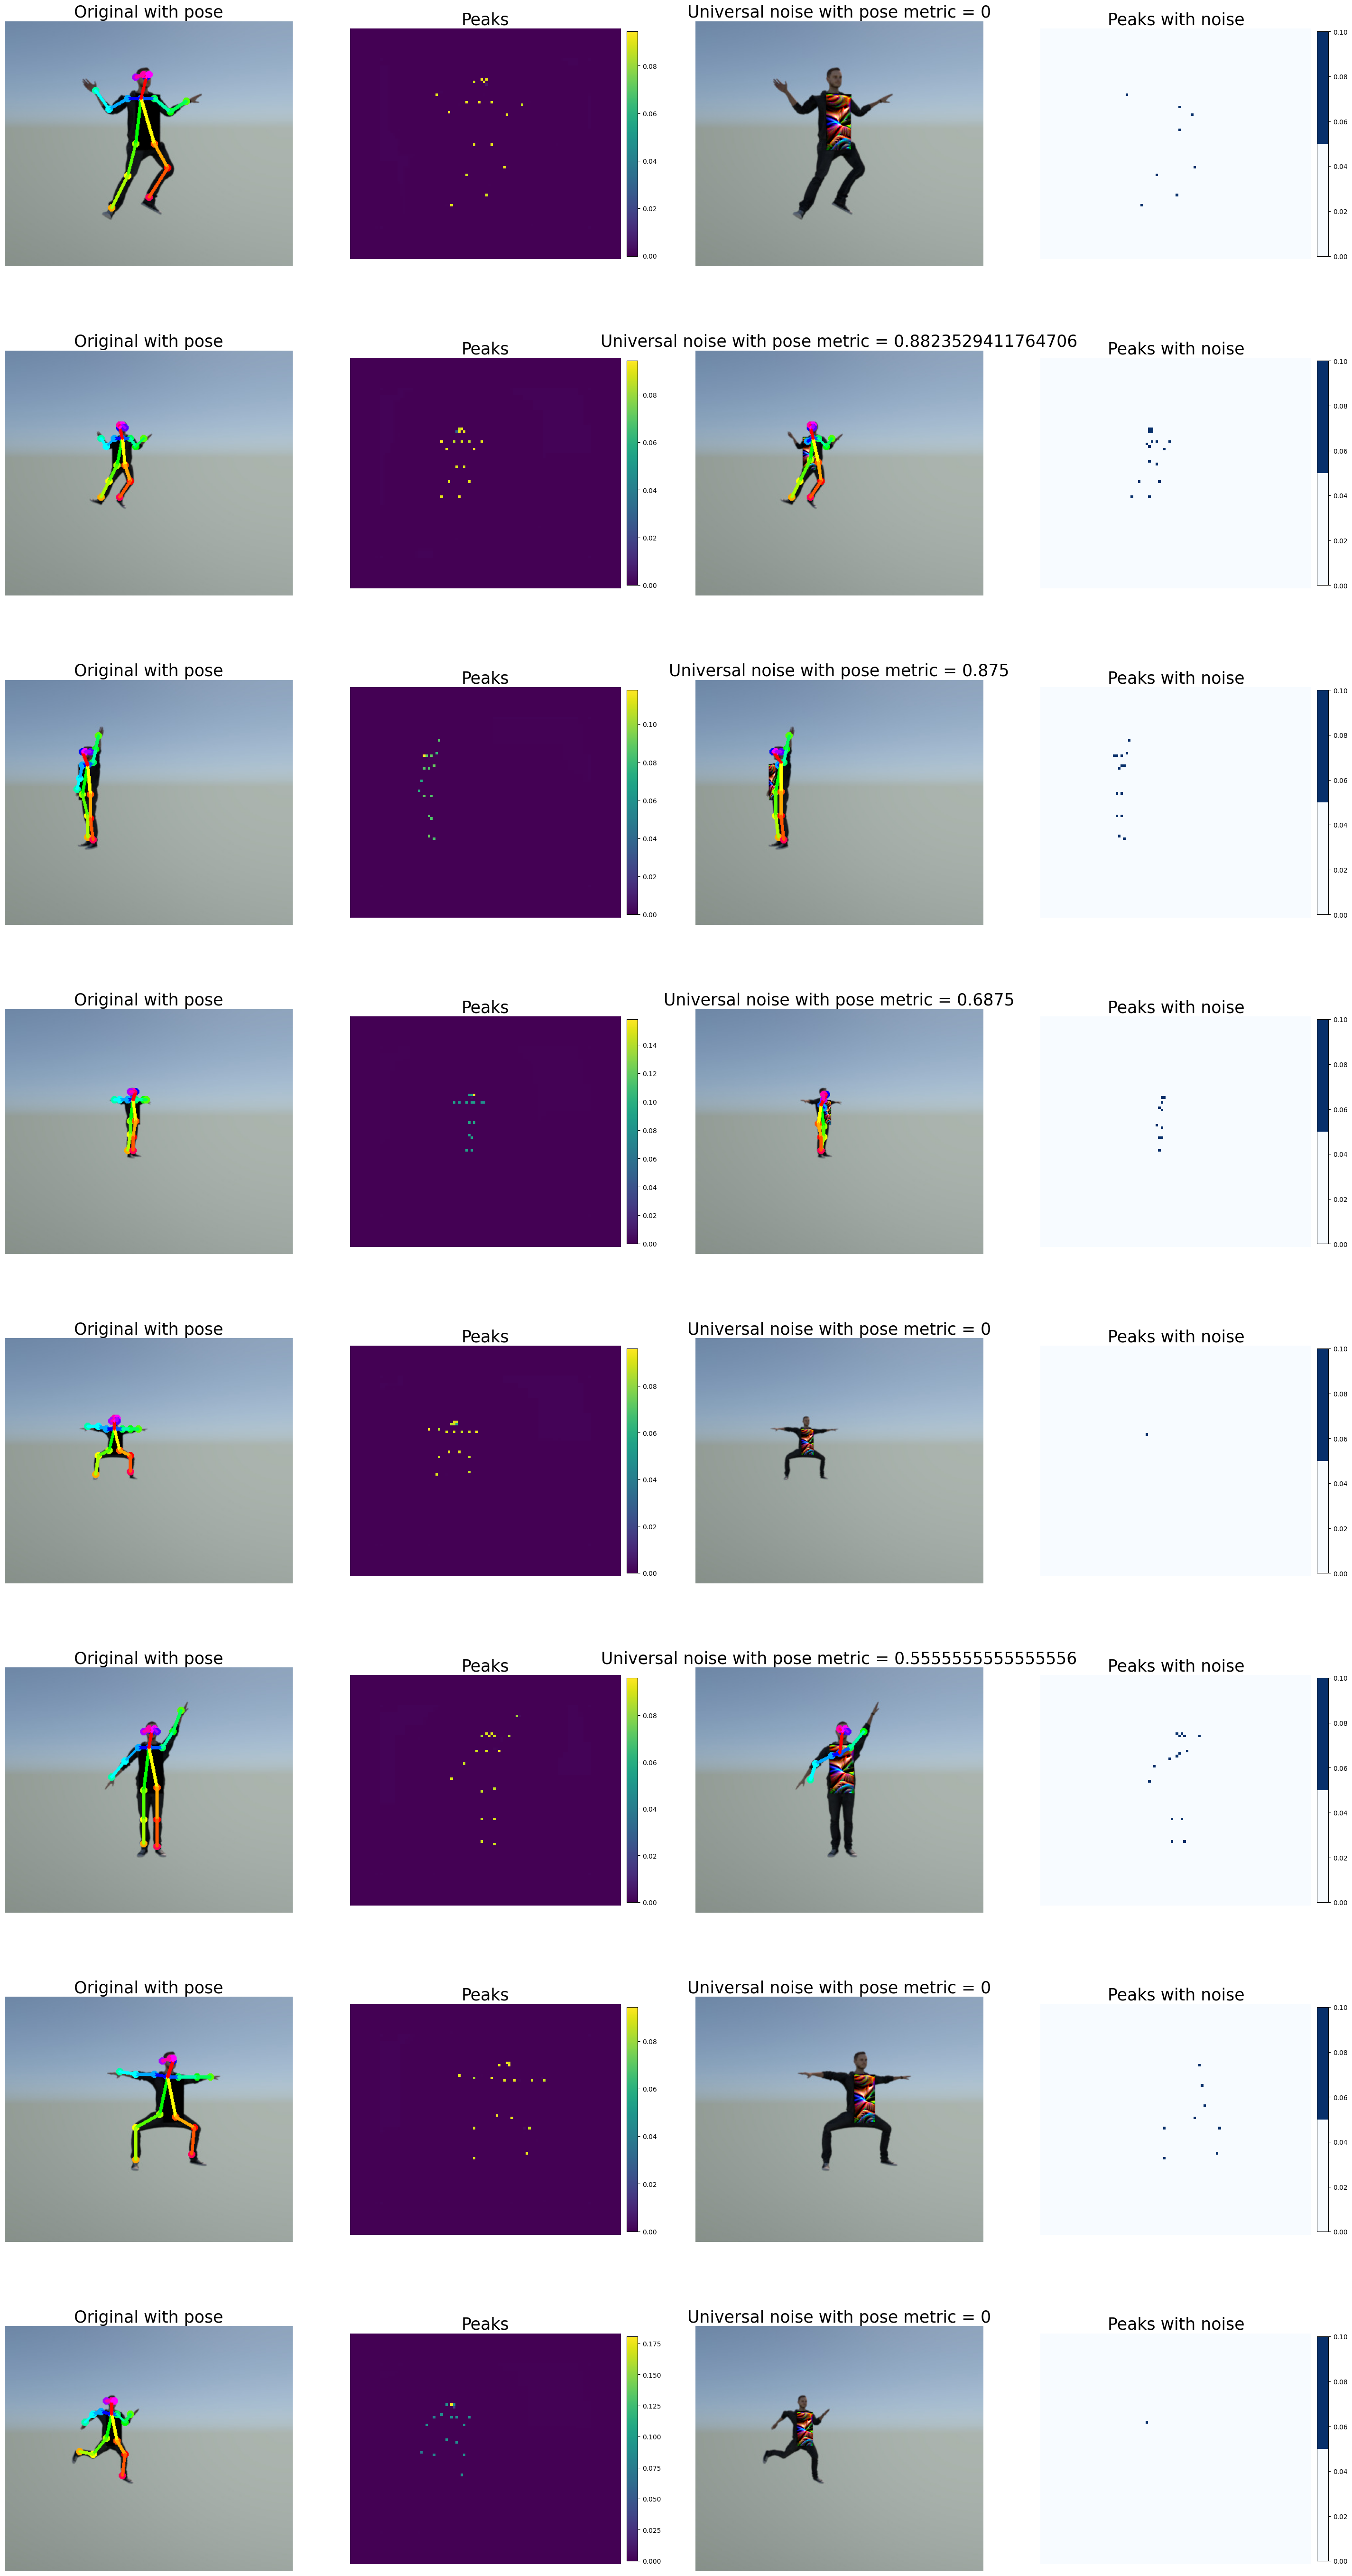 Original with pose
Peaks
Universal noise with pose metric = 0
Peaks with noise
0.08
0.06
0.04
0.02
0.00
0.10
0.08
0.06
0.04
0.02
0.00
Original with pose
Peaks
Universal noise with pose metric = 0.8823529411764706
Peaks with noise
0.08
0.06
0.04
0.02
0.00
0.10
0.08
0.06
0.04
0.02
0.00
Original with pose
Peaks
Universal noise with pose metric = 0.875
Peaks with noise
0.10
0.08
0.06
0.04
0.02
0.00
0.10
0.08
0.06
0.04
0.02
0.00
Original with pose
Peaks
Universal noise with pose metric = 0.6875
Peaks with noise
0.14
0.12
0.10
0.08
0.06
0.04
0.02
0.00
0.10
0.08
0.06
0.04
0.02
0.00
Original with pose
Peaks
Universal noise with pose metric = 0
Peaks with noise
0.08
0.06
0.04
0.02
0.00
0.10
0.08
0.06
0.04
0.02
0.00
Original with pose
Peaks
Universal noise with pose metric = 0.5555555555555556
Peaks with noise
0.08
0.06
0.04
0.02
0.00
0.10
0.08
0.06
0.04
0.02
0.00
Original with pose
Peaks
Universal noise with pose metric = 0
Peaks with noise
0.08
0.06
0.04
0.02
0.00
0.10
0.08
0.06
0.04
0.02
0.00
Original with pose
Peaks
Universal noise with pose metric = 0
Peaks with noise
0.175
0.150
0.125
0.100
0.075
0.050
0.025
0.000
0.10
0.08
0.06
0.04
0.02
0.00